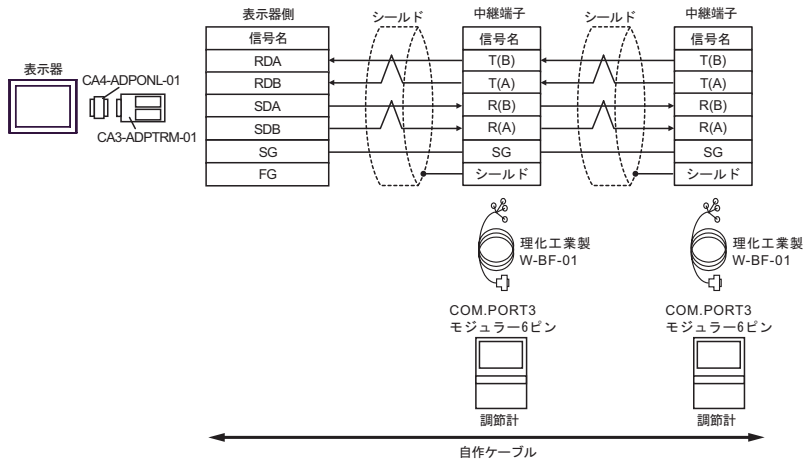 表示器
CA4-ADPONL-01
CA3-ADPTRM-01
表示器側
信号名
RDA
RDB
SDA
SDB
SG
FG
シールド
中継端子
信号名
T(B)
T(A)
R(B)
R(A)
SG
シールド
シールド
中継端子
信号名
T(B)
T(A)
R(B)
R(A)
SG
シールド
理化工業製
W-BF-01
COM.PORT3
モジュラー6ピン
調節計
理化工業製
W-BF-01
COM.PORT3
モジュラー6ピン
調節計
自作ケーブル